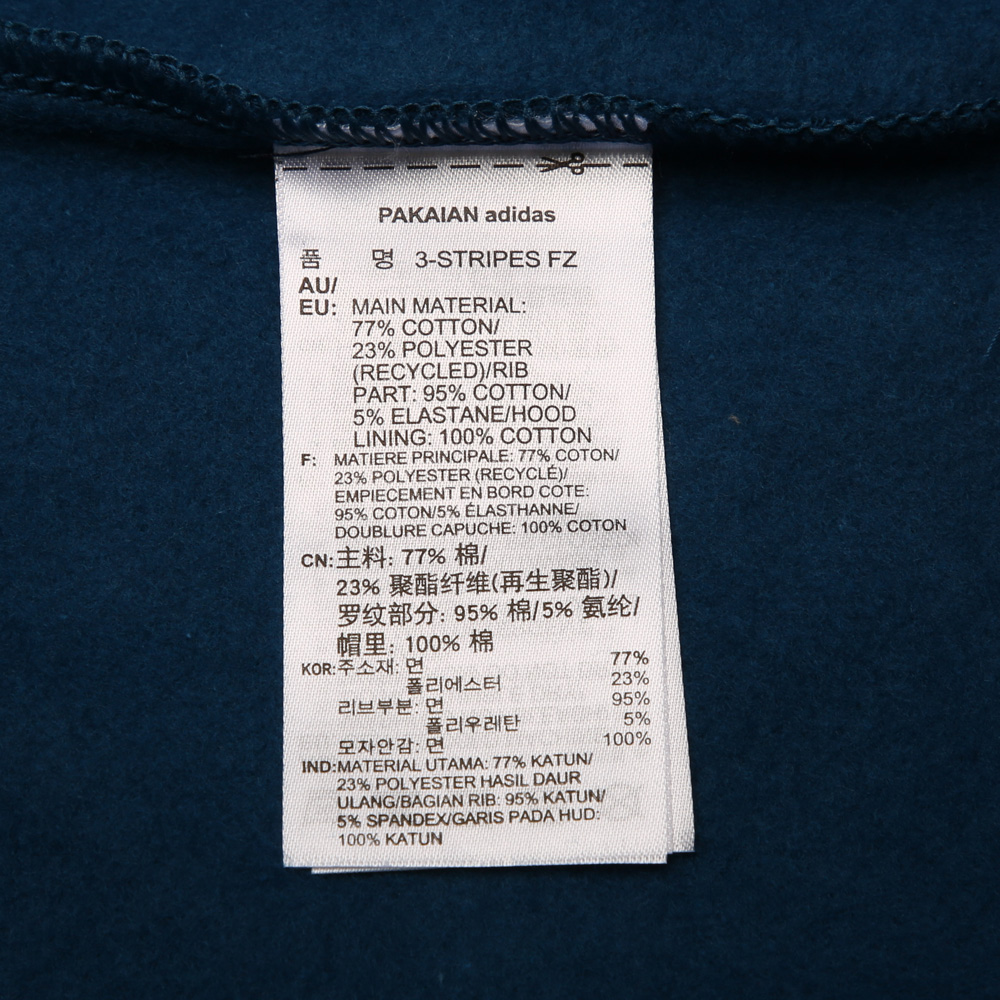 PAKAIAN adidas
품 명 3-STRIPES FZ
AU/
EU: MAIN MATERIAL:
77% COTTON/
23% POLYESTER
(RECYCLED)/RIB
PART: 95% COTTON/
5% ELASTANE/HOOD
LINING: 100% COTTON
F: MATIERE PRINCIPALE: 77% COTON/
23% POLYESTER (RECYCLÉ)/
EMPIECEMENT EN BORD COTE:
95% COTON/5% ÉLASTHANNE/
DOUBLURE CAPUCHE: 100% COTON
CN:主料: 77% 棉/
23% 聚酯纤维(再生聚酯)/
罗纹部分: 95% 棉/5% 氨纶/
帽里: 100% 棉
KOR:주소재: 면 77%
폴리에스터 23%
리브부분: 면 95%
폴리우레탄 5%
모자안감: 면 100%
IND:MATERIAL UTAMA: 77% KATUN/
23% POLYESTER HASIL DAUR
ULANG/BAGIAN RIB: 95% KATUN/
5% SPANDEX/GARIS PADA HUD:
100% KATUN